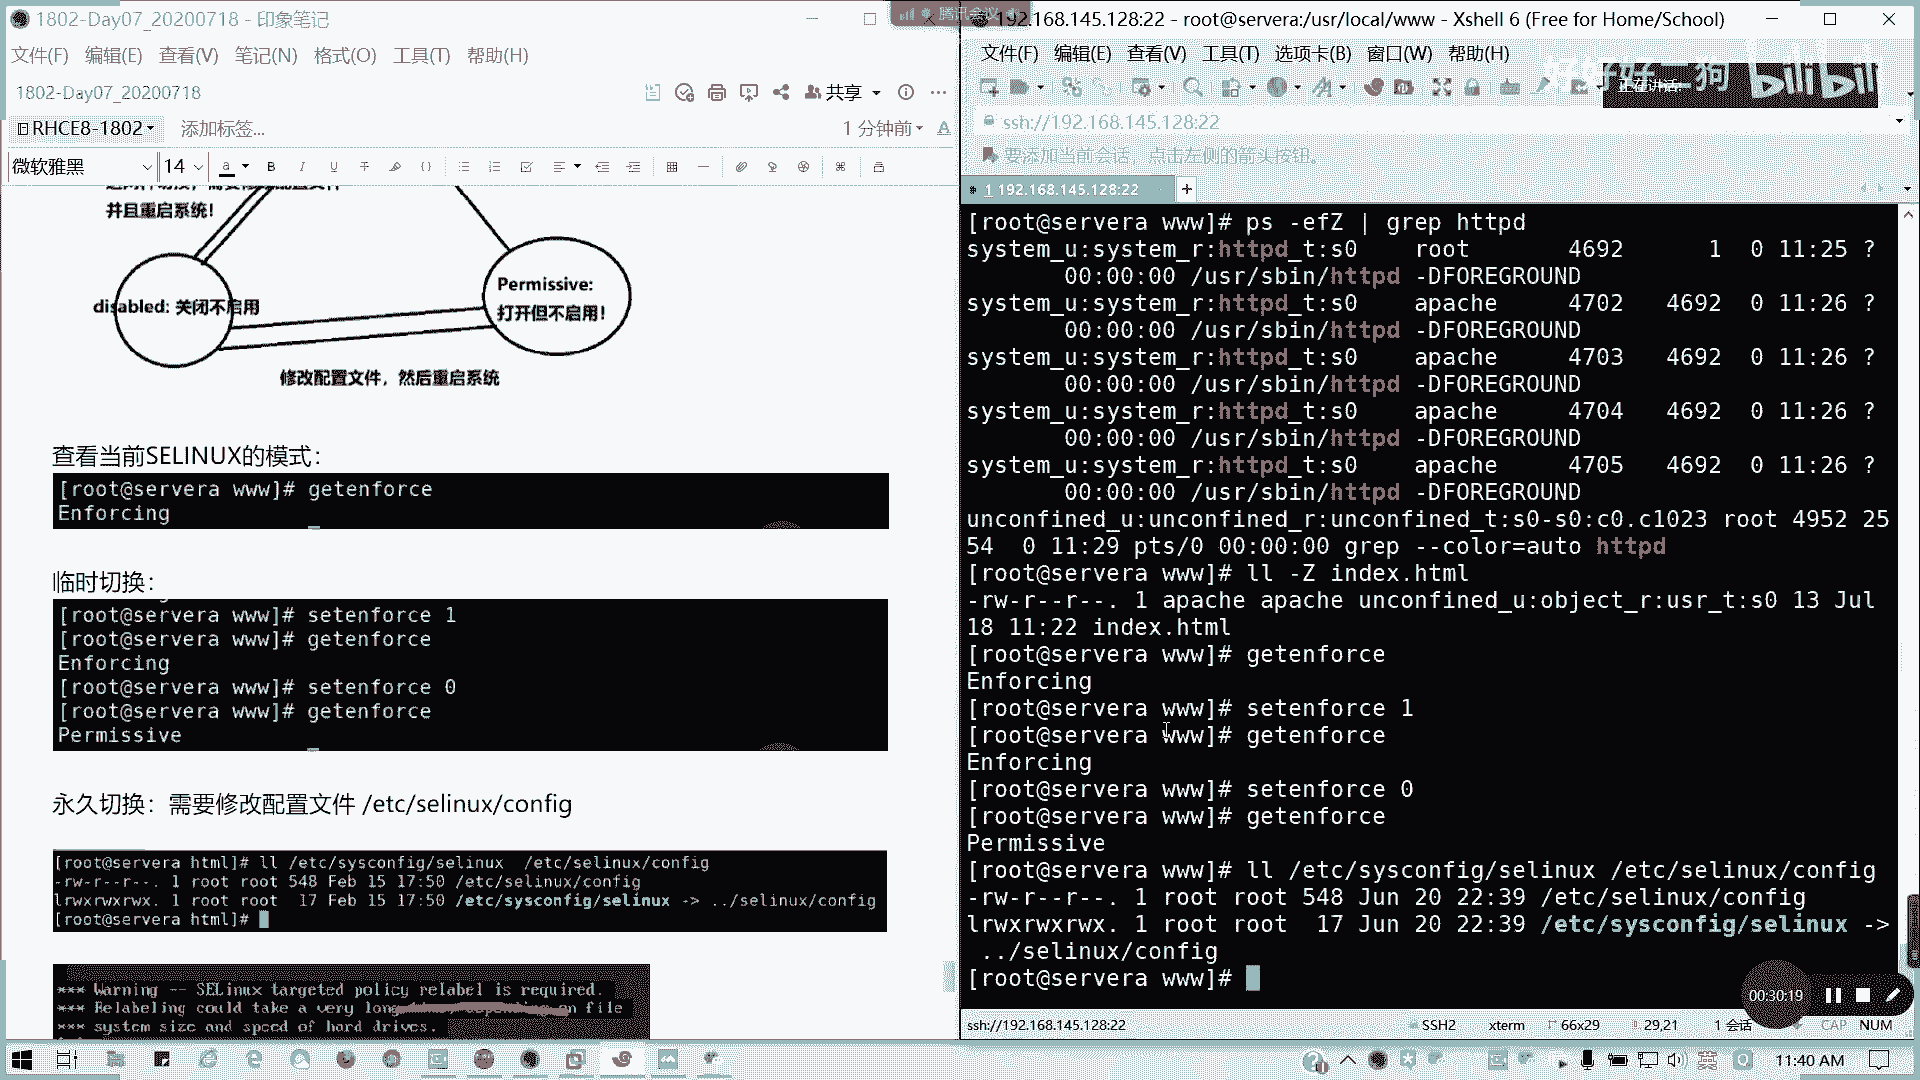 1802-Day07_20200718 - 印象笔记
文件(F) 编辑(E) 查看(V) 笔记(N) 格式(O) 工具(T) 帮助(H)
1802-Day07_20200718
共享
RHCE8-1802
添加标签...
1 分钟前
微软雅黑
14
并且重启系统!
disabled: 关闭不启用
Permissive:
打开但不启用!
修改配置文件，然后重启系统
查看当前SELINUX的模式:
[root@servera www]# getenforce
Enforcing
临时切换:
[root@servera www]# setenforce 1
[root@servera www]# getenforce
Enforcing
[root@servera www]# setenforce 0
[root@servera www]# getenforce
Permissive
永久切换: 需要修改配置文件 /etc/selinux/config
[root@servera html]# ll /etc/sysconfig/selinux  /etc/selinux/config
-rw-r--r--. 1 root root 548 Feb 15 17:50 /etc/selinux/config
lrwxrwxrwx. 1 root root  17 Feb 15 17:50 /etc/sysconfig/selinux -> ../selinux/config
[root@servera html]#
*** Warning -- SELinux targeted policy relabel is required.
*** Relabeling could take a very long on file
*** system size and speed of hard drives.
腾讯会议
192.168.145.128:22 - root@servera:/usr/local/www - Xshell 6 (Free for Home/School)
文件(F) 编辑(E) 查看(V) 工具(T) 选项卡(B) 窗口(W) 帮助(H)
bilibili
ssh://192.168.145.128:22
要添加当前会话，点击左侧的箭头按钮。
1 192.168.145.128:22
[root@servera www]# ps -efZ | grep httpd
system_u:system_r:httpd_t:s0     root        4692      1  0 11:25 ?
00:00:00 /usr/sbin/httpd -DFOREGROUND
system_u:system_r:httpd_t:s0     apache      4702   4692  0 11:26 ?
00:00:00 /usr/sbin/httpd -DFOREGROUND
system_u:system_r:httpd_t:s0     apache      4703   4692  0 11:26 ?
00:00:00 /usr/sbin/httpd -DFOREGROUND
system_u:system_r:httpd_t:s0     apache      4704   4692  0 11:26 ?
00:00:00 /usr/sbin/httpd -DFOREGROUND
system_u:system_r:httpd_t:s0     apache      4705   4692  0 11:26 ?
00:00:00 /usr/sbin/httpd -DFOREGROUND
unconfined_u:unconfined_r:unconfined_t:s0-s0:c0.c1023 root 4952 25
54  0 11:29 pts/0 00:00:00 grep --color=auto httpd
[root@servera www]# ll -Z index.html
-rw-r--r--. 1 apache apache unconfined_u:object_r:usr_t:s0 13 Jul
18 11:22 index.html
[root@servera www]# getenforce
Enforcing
[root@servera www]# setenforce 1
[root@servera www]# getenforce
Enforcing
[root@servera www]# setenforce 0
[root@servera www]# getenforce
Permissive
[root@servera www]# ll /etc/sysconfig/selinux /etc/selinux/config
-rw-r--r--. 1 root root 548 Jun 20 22:39 /etc/selinux/config
lrwxrwxrwx. 1 root root  17 Jun 20 22:39 /etc/sysconfig/selinux ->
../selinux/config
[root@servera www]#
00:30:19
ssh://192.168.145.128:22
SSH2
xterm
66x29
29,21
1 会话
CAP
NUM
英
11:40 AM